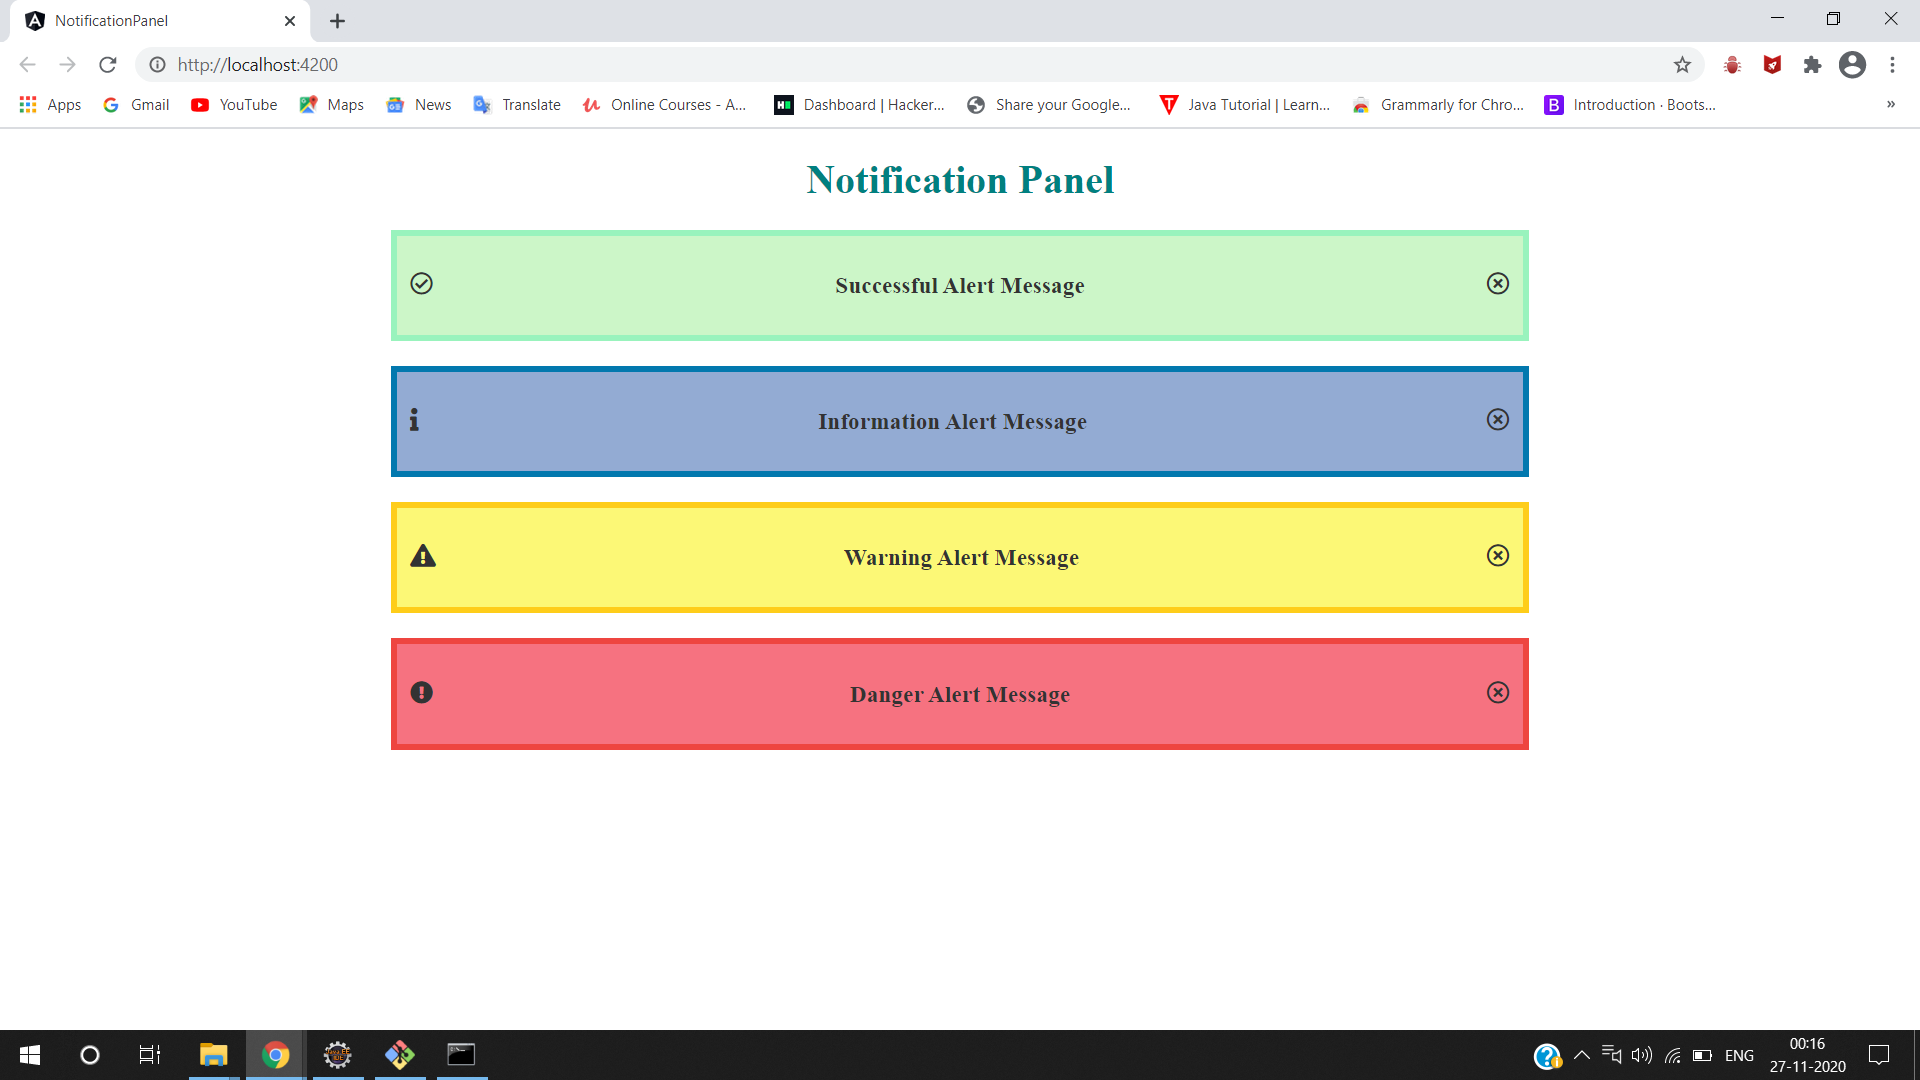 NotificationPanel
http://localhost:4200
Apps Gmail YouTube Maps News Translate Online Courses - A... Dashboard | Hacker... Share your Google... Java Tutorial | Learn... Grammarly for Chro... Introduction · Boots... »
Notification Panel
Successful Alert Message
Information Alert Message
Warning Alert Message
Danger Alert Message
ENG
00:16
27-11-2020